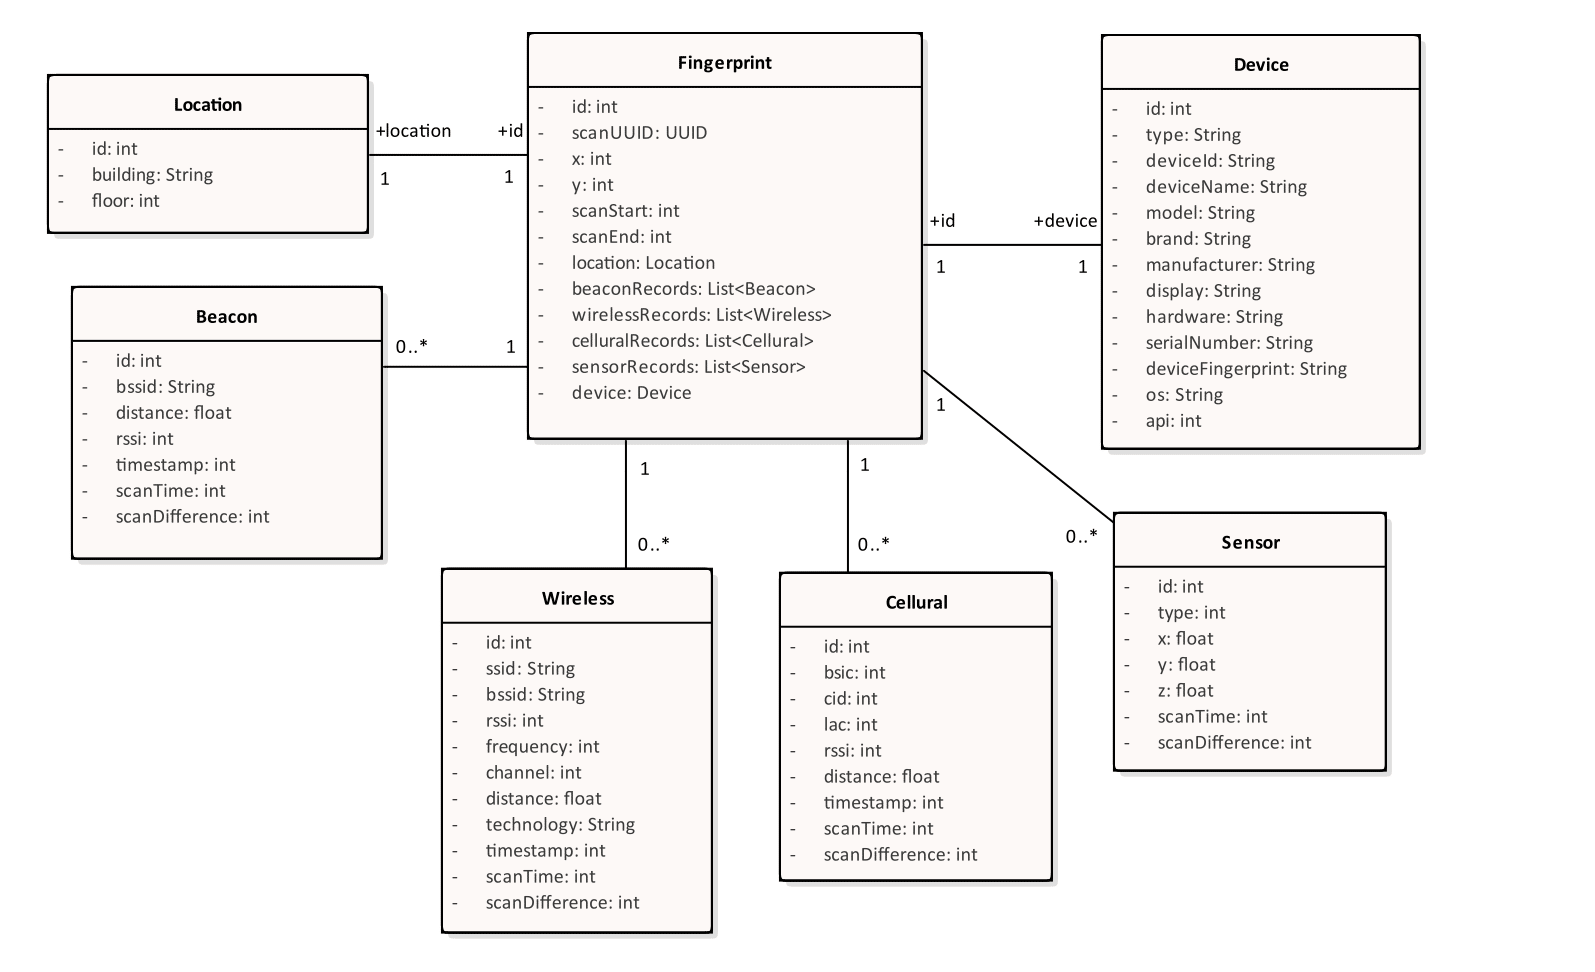 Location
- id: int
- building: String
- floor: int
+location
+id
1
1
Fingerprint
- id: int
- scanUUID: UUID
- x: int
- y: int
- scanStart: int
- scanEnd: int
- location: Location
- beaconRecords: List<Beacon>
- wirelessRecords: List<Wireless>
- celluralRecords: List<Cellural>
- sensorRecords: List<Sensor>
- device: Device
+id
+device
1
1
Device
- id: int
- type: String
- deviceId: String
- deviceName: String
- model: String
- brand: String
- manufacturer: String
- display: String
- hardware: String
- serialNumber: String
- deviceFingerprint: String
- os: String
- api: int
Beacon
- id: int
- bssid: String
- distance: float
- rssi: int
- timestamp: int
- scanTime: int
- scanDifference: int
0..*
1
1
0..*
1
0..*
1
0..*
Wireless
- id: int
- ssid: String
- bssid: String
- rssi: int
- frequency: int
- channel: int
- distance: float
- technology: String
- timestamp: int
- scanTime: int
- scanDifference: int
Cellural
- id: int
- bsic: int
- cid: int
- lac: int
- rssi: int
- distance: float
- timestamp: int
- scanTime: int
- scanDifference: int
Sensor
- id: int
- type: int
- x: float
- y: float
- z: float
- scanTime: int
- scanDifference: int